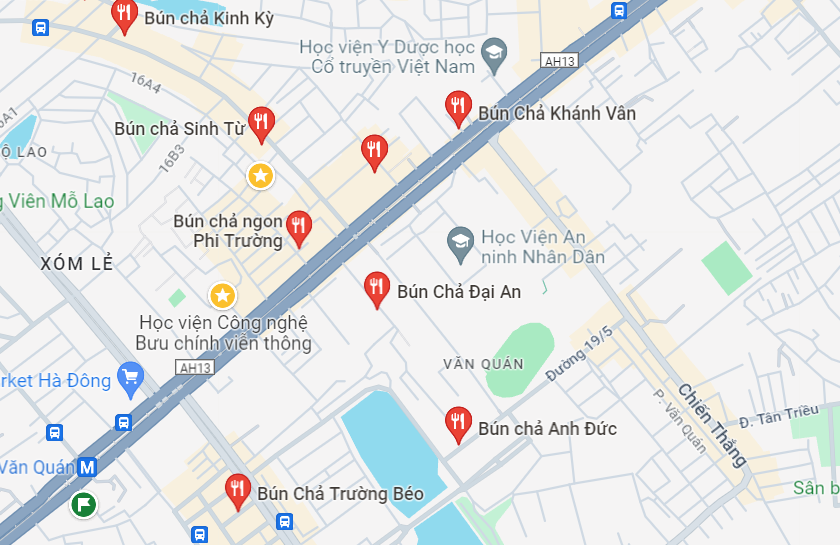 Bún chả Kinh Kỳ
Học viện Y Dược học
Cổ truyền Việt Nam
AH13
16A4
Bún Chả Khánh Vân
16A1
Bún chả Sinh Từ
16B3
Ỗ LAO
g Viên Mỗ Lao
Bún chả ngon
Phi Trường
Học Viện An
ninh Nhân Dân
XÓM LẺ
Bún Chả Đại An
Học viện Công nghệ
Bưu chính viễn thông
AH13
VĂN QUÁN
Đường 19/5
rket Hà Đông
Chiến Thắng
P. Văn Quán
Đ. Tân Triều
Bún chả Anh Đức
Văn Quán
M
Bún Chả Trường Béo
Sân b